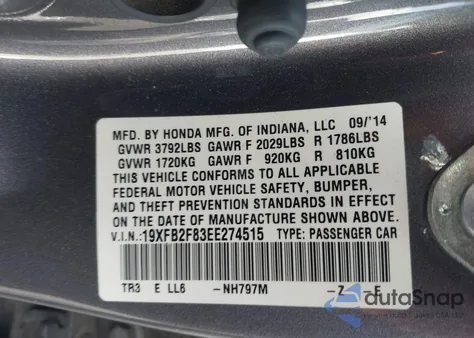 MFD. BY HONDA MFG. OF INDIANA, LLC 09/'14
GVWR 3792LBS GAWR F 2029LBS R 1786LBS
GVWR 1720KG GAWR F 920KG R 810KG
THIS VEHICLE CONFORMS TO ALL APPLICABLE
FEDERAL MOTOR VEHICLE SAFETY, BUMPER,
AND THEFT PREVENTION STANDARDS IN EFFECT
ON THE DATE OF MANUFACTURE SHOWN ABOVE.
V.I.N.:19XFB2F83EE274515 TYPE: PASSENGER CAR
TR3 E LL6 -NH797M -Z -F
dutaSnap